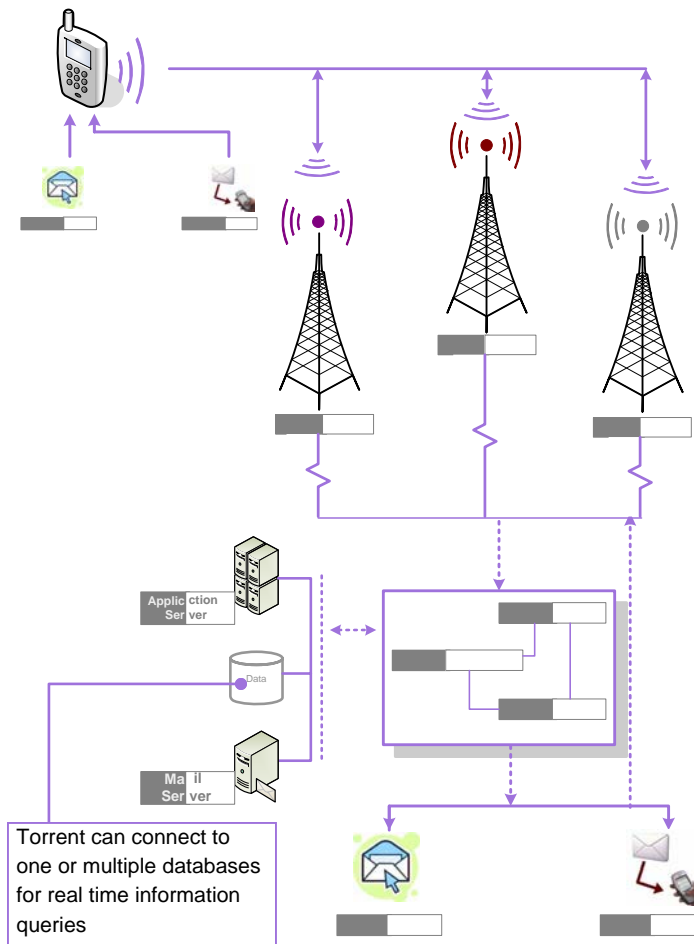 Applic ction
Ser ver
Data
Ma il
Ser ver
Torrent can connect to
one or multiple databases
for real time information
queries